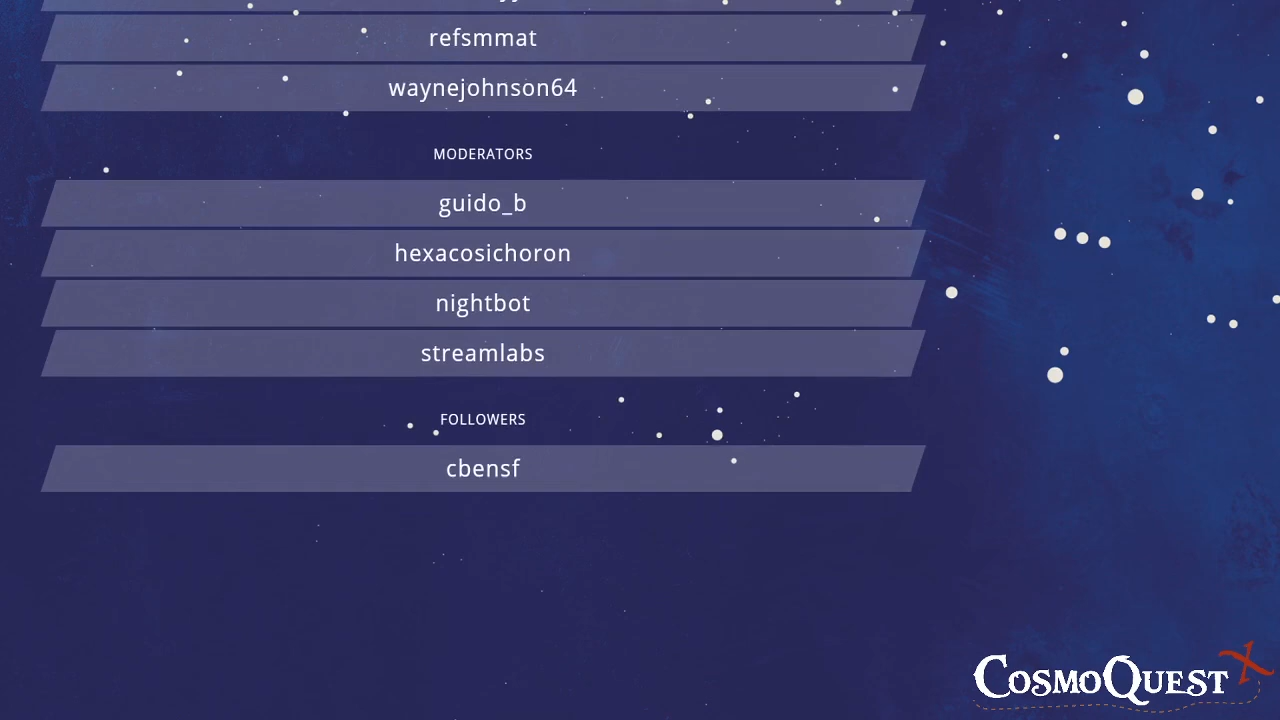 refsmmat
waynejohnson64
MODERATORS
guido_b
hexacosichoron
nightbot
streamlabs
FOLLOWERS
cbensf
COSMOQUEST X